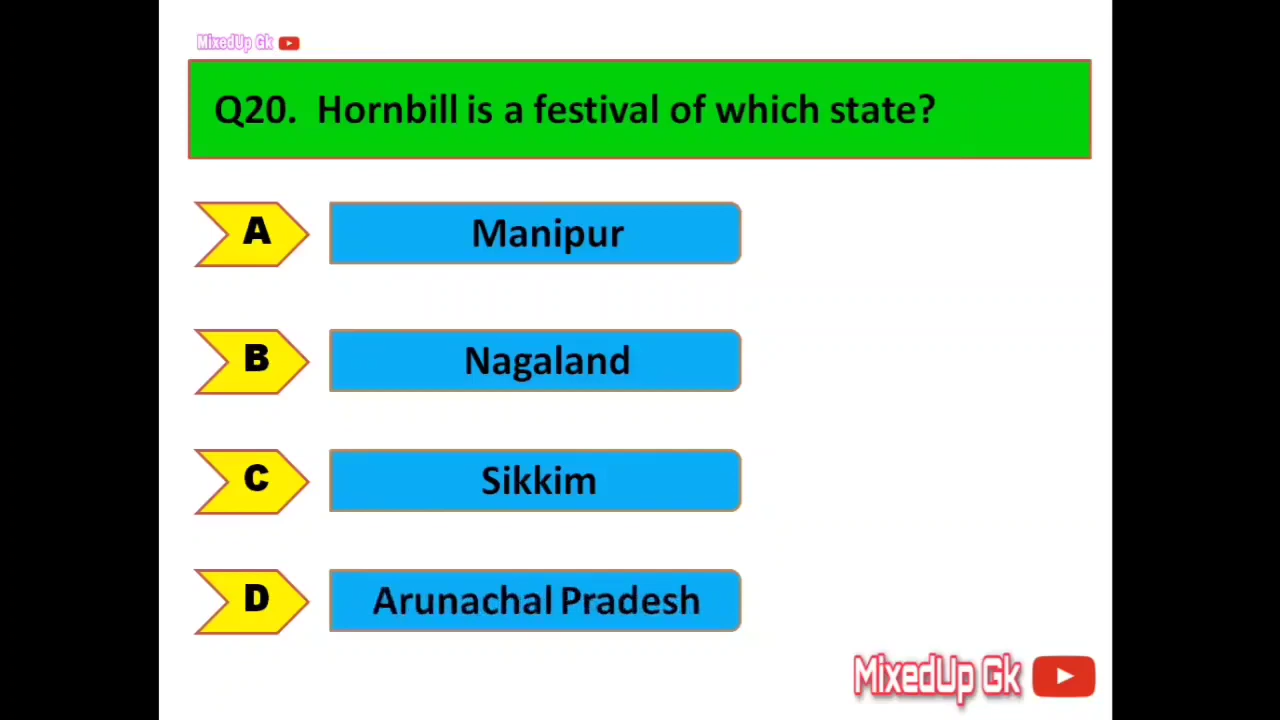 MixedUp Gk
Q20. Hornbill is a festival of which state?
A Manipur
B Nagaland
C Sikkim
D Arunachal Pradesh
MixedUp Gk